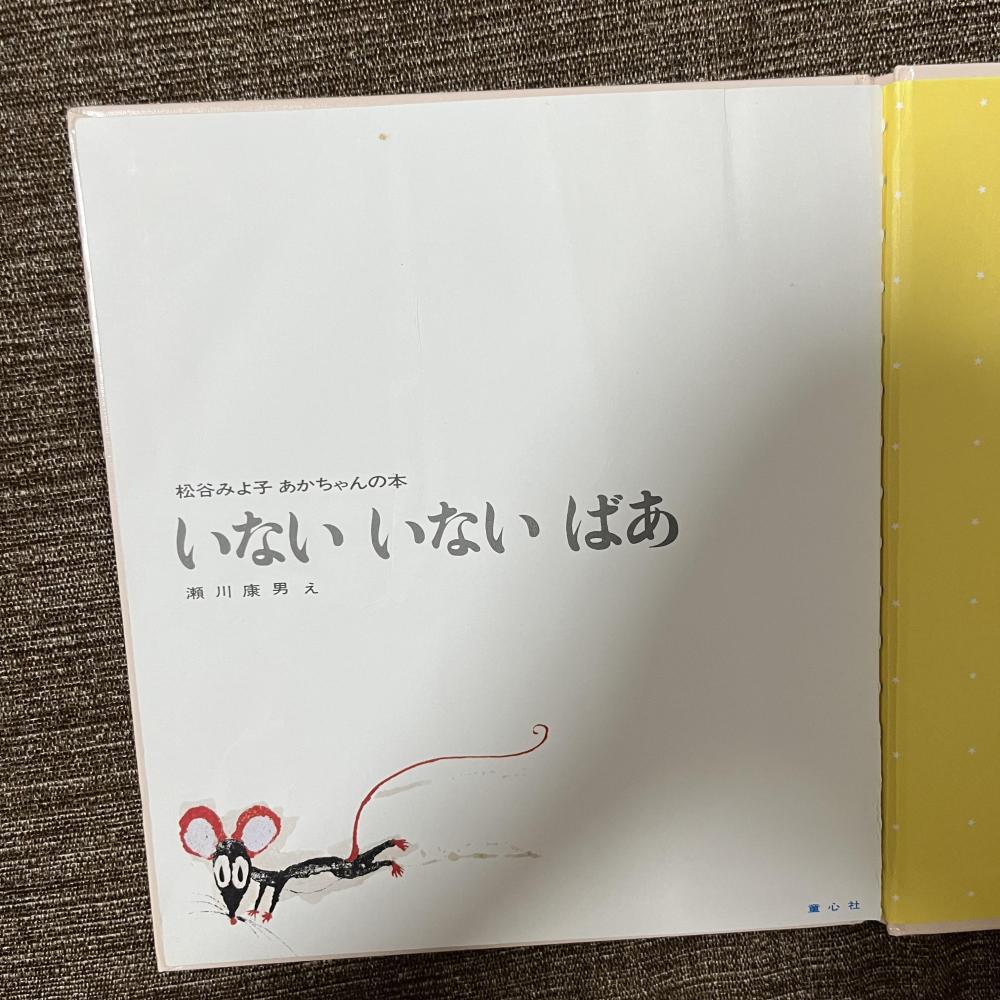 松谷みよ子 あかちゃんの本
いない いない ばあ
瀬川康男 え
童心社